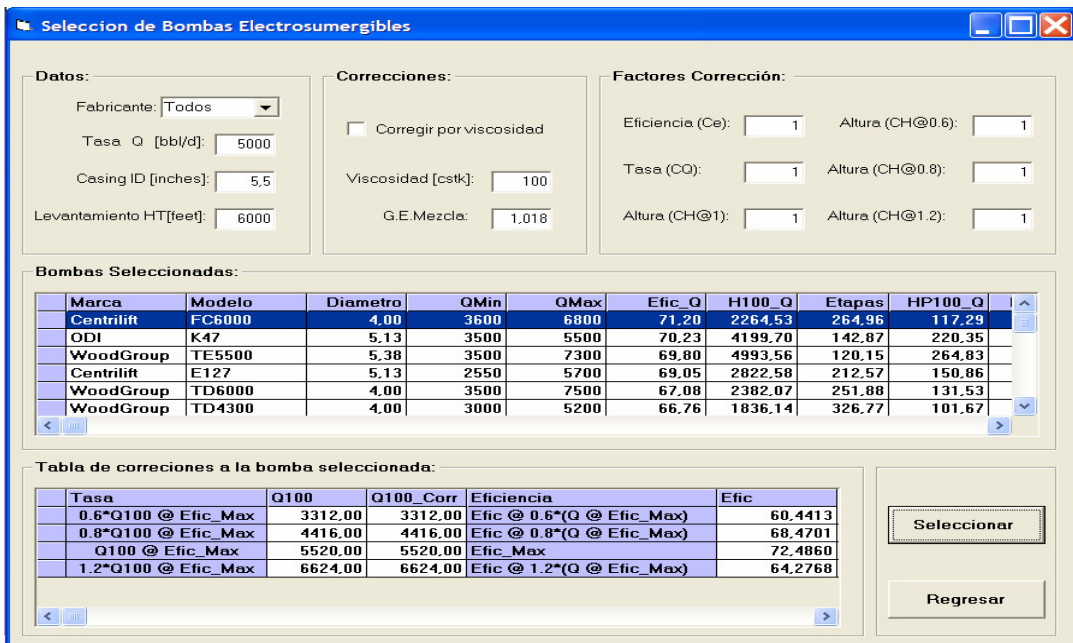 Seleccion de Bombas Electrosumergibles
Datos:
Fabricante: Todos
Tasa Q [bbl/d]: 5000
Casing ID [inches]: 5,5
Levantamiento HT[feet]: 6000
Correcciones:
Corregir por viscosidad
Viscosidad [cstk]: 100
G.E.Mezcla: 1,018
Factores Corrección:
Eficiencia (Ce): 1 Altura (CH@0.6): 1
Tasa (CQ): 1 Altura (CH@0.8): 1
Altura (CH@1): 1 Altura (CH@1.2): 1
Bombas Seleccionadas:
Marca Modelo Diametro QMin QMax Efic_Q H100_Q Etapas HP100_Q
Centrilift FC6000 4,00 3600 6800 71,20 2264,53 264,96 117,29
ODI K47 5,13 3500 5500 70,23 4199,70 142,87 220,35
WoodGroup TE5500 5,38 3500 7300 69,80 4993,56 120,15 264,83
Centrilift E127 5,13 2550 5700 69,05 2822,58 212,57 150,86
WoodGroup TD6000 4,00 3500 7500 67,08 2382,07 251,88 131,53
WoodGroup TD4300 4,00 3000 5200 66,76 1836,14 326,77 101,67
Tabla de correciones a la bomba seleccionada:
Tasa Q100 Q100_Corr Eficiencia Efic
0.6*Q100 @ Efic_Max 3312,00 3312,00 Efic @ 0.6*(Q @ Efic_Max) 60,4413
0.8*Q100 @ Efic_Max 4416,00 4416,00 Efic @ 0.8*(Q @ Efic_Max) 68,4701
Q100 @ Efic_Max 5520,00 5520,00 Efic_Max 72,4860
1.2*Q100 @ Efic_Max 6624,00 6624,00 Efic @ 1.2*(Q @ Efic_Max) 64,2768
Seleccionar
Regresar